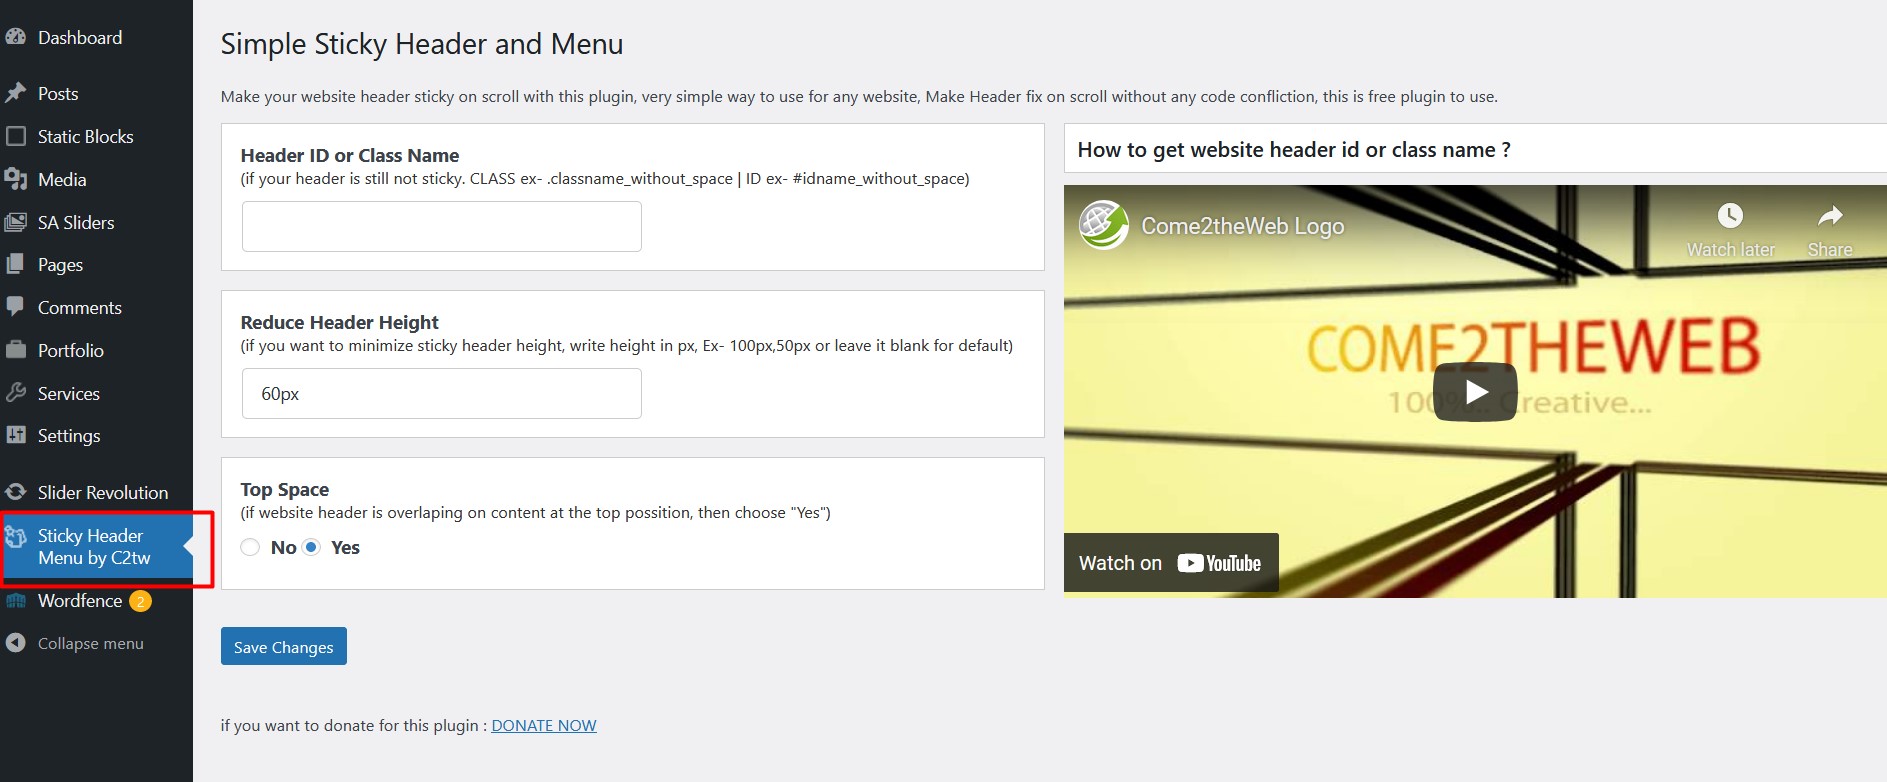 Dashboard
Posts
Static Blocks
Media
SA Sliders
Pages
Comments
Portfolio
Services
Settings
Slider Revolution
Sticky Header
Menu by C2tw
Wordfence 2
Collapse menu
Simple Sticky Header and Menu
Make your website header sticky on scroll with this plugin, very simple way to use for any website, Make Header fix on scroll without any code confliction, this is free plugin to use.
Header ID or Class Name
(if your header is still not sticky. CLASS ex- .classname_without_space | ID ex- #idname_without_space)
Reduce Header Height
(if you want to minimize sticky header height, write height in px, Ex- 100px,50px or leave it blank for default)
60px
Top Space
(if website header is overlaping on content at the top possition, then choose "Yes")
No Yes
Save Changes
if you want to donate for this plugin : DONATE NOW
How to get website header id or class name ?
Come2theWeb Logo
Watch later
Share
COME2THEWEB
Creative...
Watch on YouTube